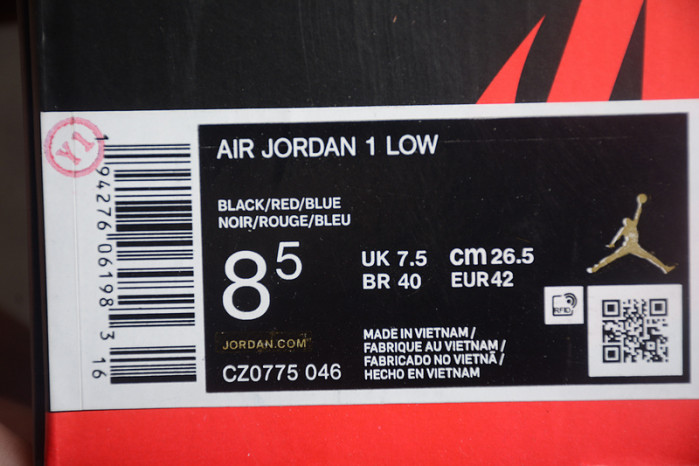 YI
1 94276 06198 3 16
AIR JORDAN 1 LOW
BLACK/RED/BLUE
NOIR/ROUGE/BLEU
8 5
UK 7.5 cm 26.5
BR 40 EUR 42
RFID
JORDAN.COM
CZ0775 046
MADE IN VIETNAM /
FABRIQUE AU VIETNAM /
FABRICADO NO VIETNÃ /
HECHO EN VIETNAM